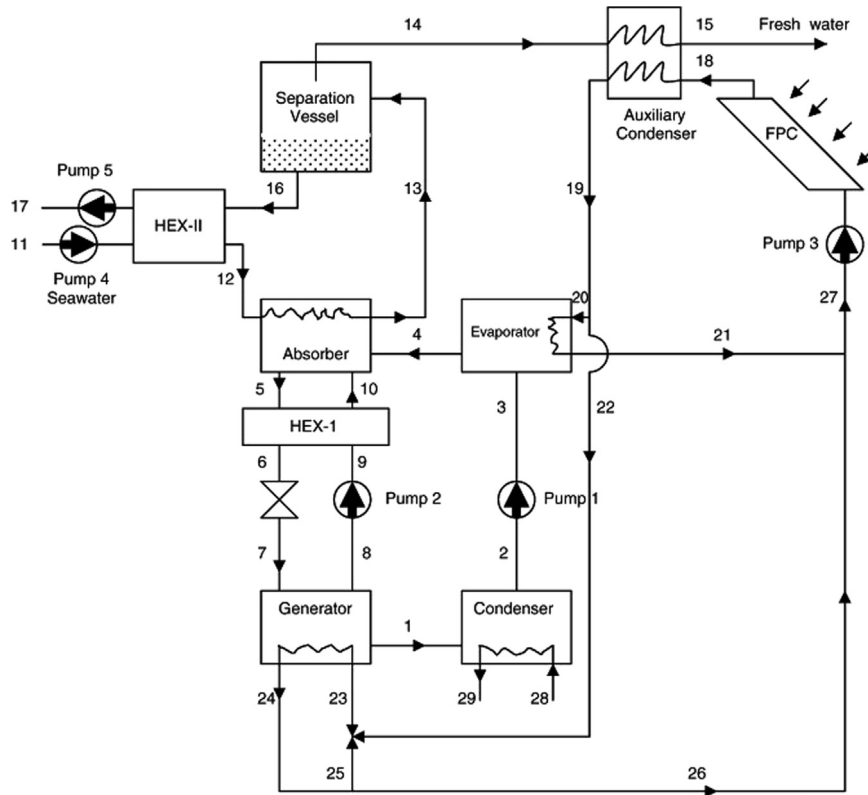 14
15
Fresh water
18
Separation
Vessel
Auxiliary
Condenser
FPC
Pump 5
16
13
19
17
HEX-II
11
Pump 3
12
Pump 4
Seawater
27
20
4
Evaporator
21
Absorber
5
10
3
22
HEX-1
6
9
Pump 2
Pump 1
7
8
2
Generator
Condenser
1
24
23
29
28
25
26